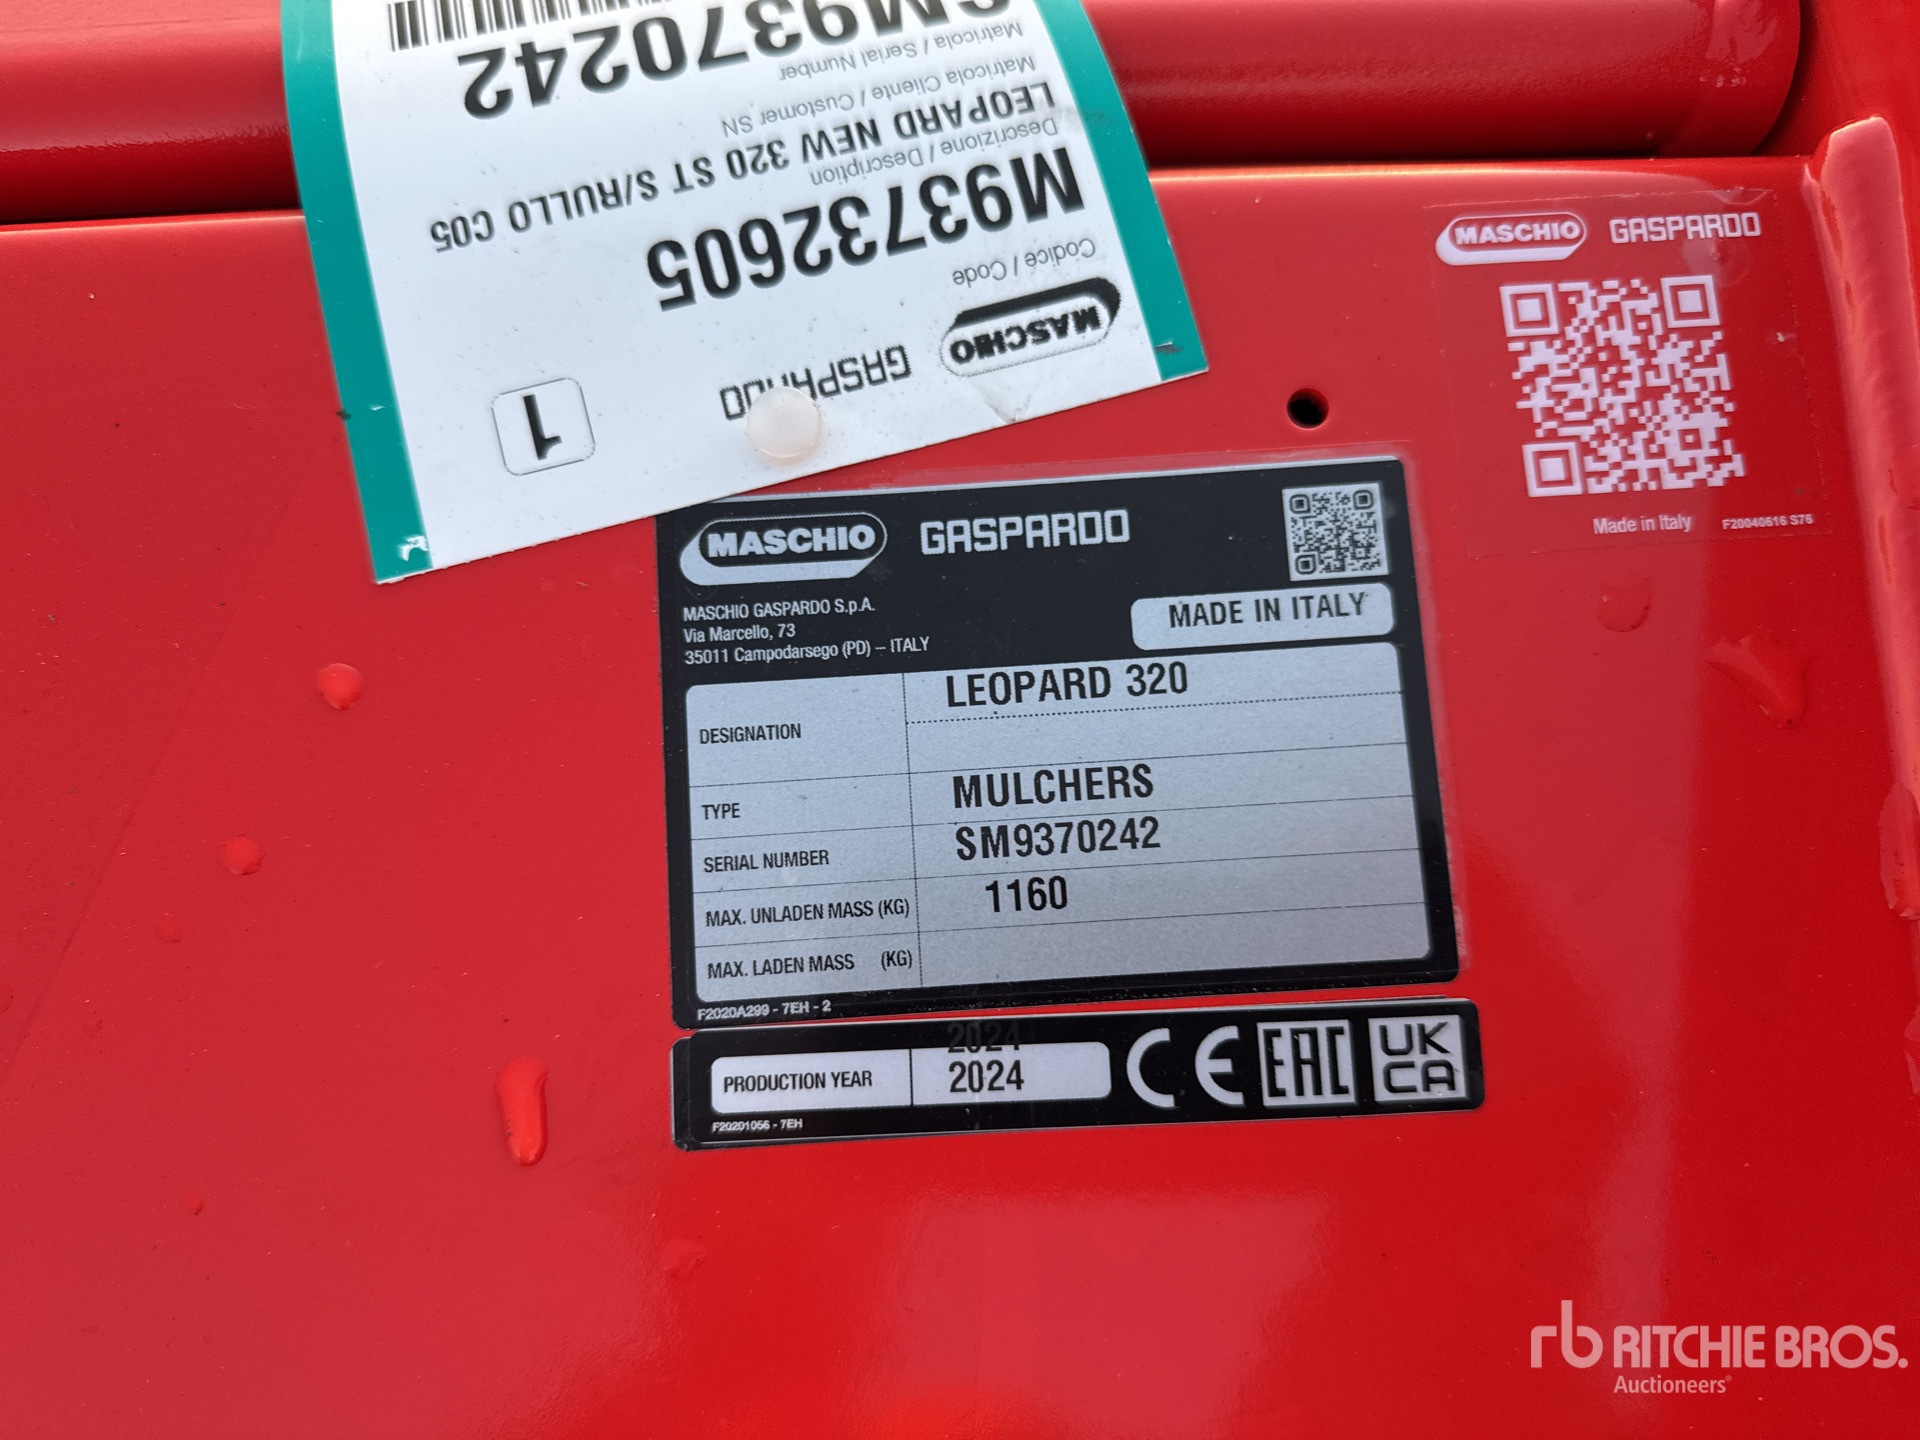 1
MASCHIO GASPARDO
Codice / Code
M93732605
Descrizione / Description
LEOPARD NEW 320 ST S/RULLO C05
Matricola Cliente / Customer SN
Matricola / Serial Number
SM9370242
MASCHIO GASPARDO
Made in Italy F20040616 S76
MASCHIO GASPARDO
MASCHIO GASPARDO S.p.A.
Via Marcello, 73
35011 Campodarsego (PD) – ITALY
MADE IN ITALY
DESIGNATION LEOPARD 320
TYPE MULCHERS
SERIAL NUMBER SM9370242
MAX. UNLADEN MASS (KG) 1160
MAX. LADEN MASS (KG)
F2020A299 - 7EH - 2
2024
PRODUCTION YEAR 2024 CE EAC UK CA
F20201056 - 7EH
rb RITCHIE BROS.
Auctioneers